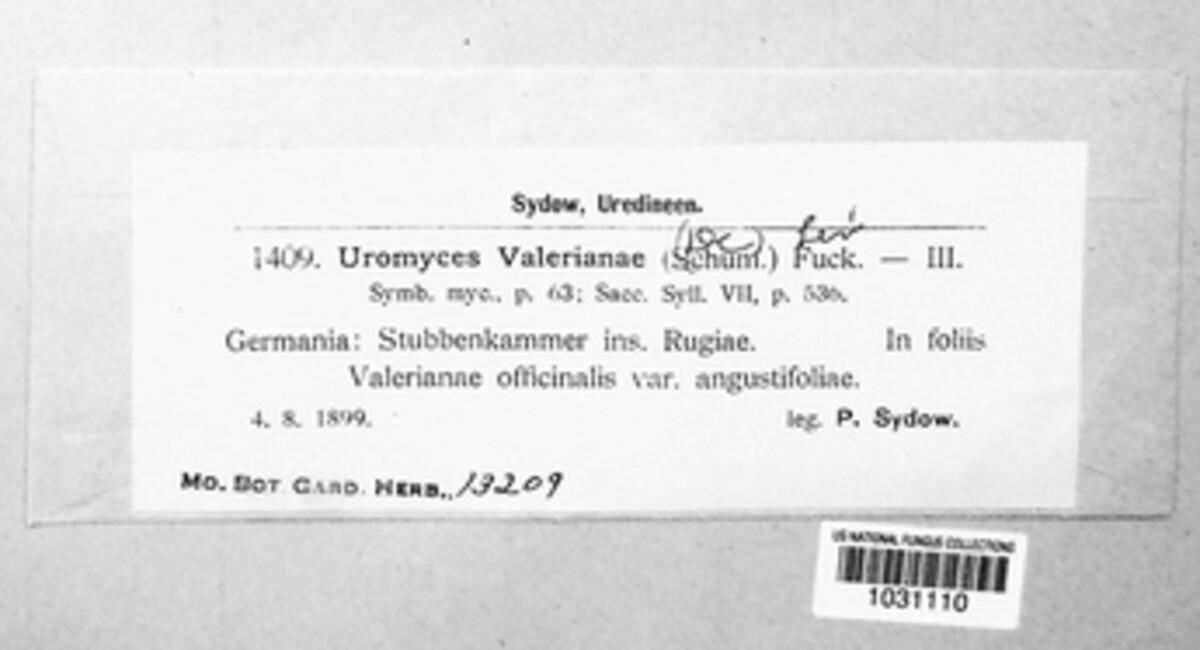 Sydow, Uredineen.
(DC) Lév
1409. Uromyces Valerianae (Schum.) Fuck. — III.
Symb. myc., p. 63; Sacc. Syll. VII, p. 536.
Germania: Stubbenkammer ins. Rugiae. In foliis
Valerianae officinalis var. angustifoliae.
4. 8. 1899. leg. P. Sydow.
MO. BOT. GARD. HERB., 13209
US NATIONAL FUNGUS COLLECTIONS
1031110